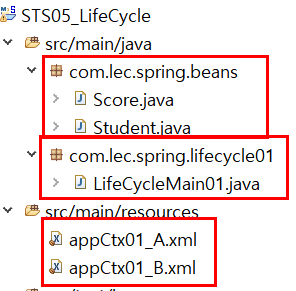 STS05_LifeCycle
src/main/java
com.lec.spring.beans
Score.java
Student.java
com.lec.spring.lifecycle01
LifeCycleMain01.java
src/main/resources
appCtx01_A.xml
appCtx01_B.xml